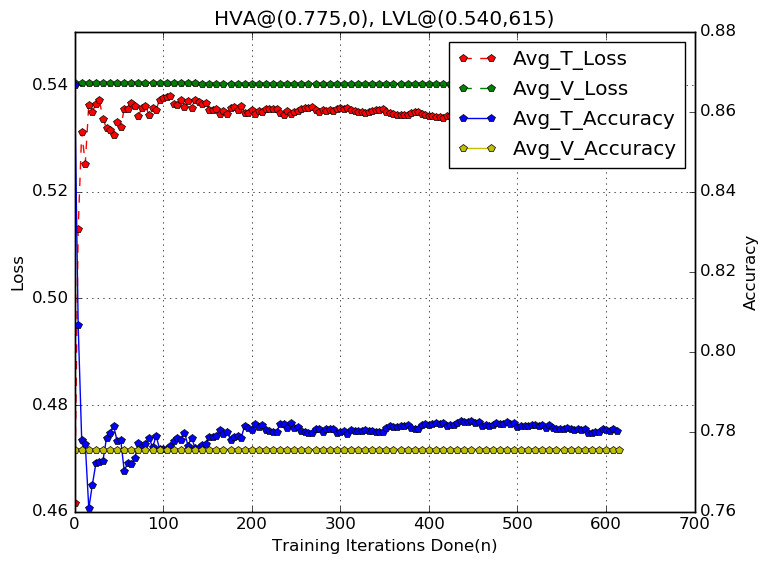 HVA@(0.775,0), LVL@(0.540,615)
Avg_T_Loss
Avg_V_Loss
Avg_T_Accuracy
Avg_V_Accuracy
Loss
0.54
0.52
0.50
0.48
0.46
Accuracy
0.88
0.86
0.84
0.82
0.80
0.78
0.76
0 100 200 300 400 500 600 700
Training Iterations Done(n)